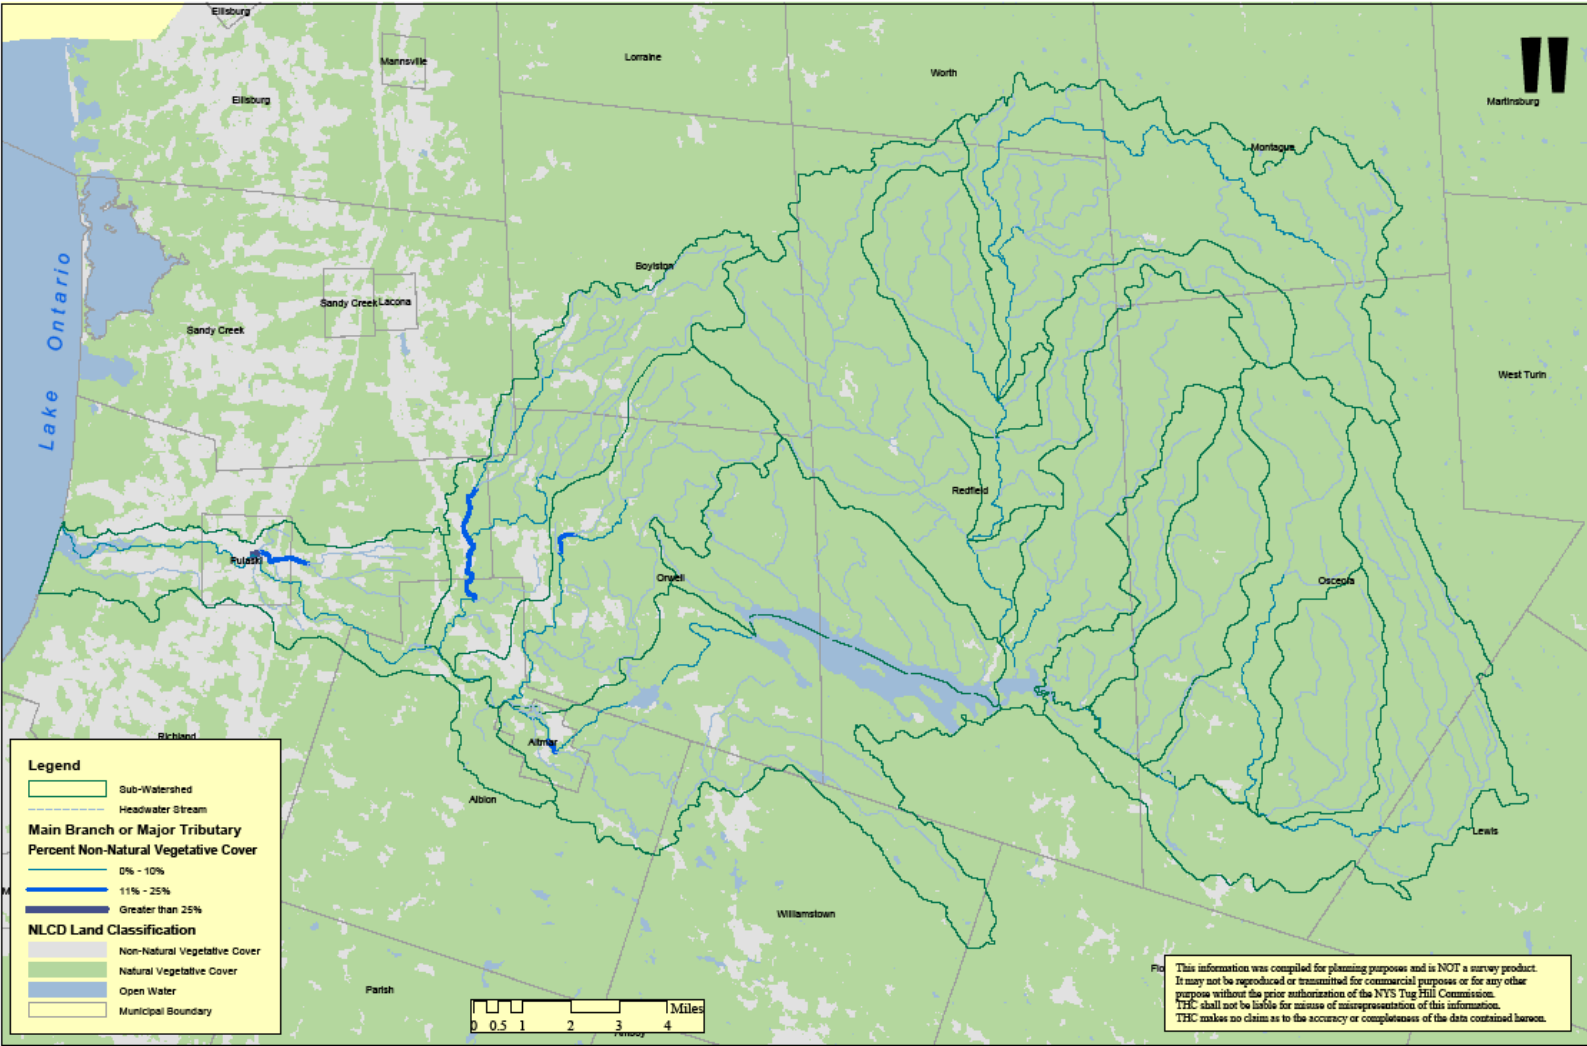 Ellisburg
Mannsville
Lorraine
Worth
Martinsburg
Ellisburg
Montague
Boylston
Sandy Creek
Lacona
Sandy Creek
West Turin
Lake Ontario
Redfield
Pulaski
Orwell
Osceola
Richland
Altmar
Albion
Lewis
Williamstown
Parish
Legend
Sub-Watershed
Headwater Stream
Main Branch or Major Tributary
Percent Non-Natural Vegetative Cover
0% - 10%
11% - 25%
Greater than 25%
NLCD Land Classification
Non-Natural Vegetative Cover
Natural Vegetative Cover
Open Water
Municipal Boundary
M
Miles
0 0.5 1 2 3 4
Flo
This information was compiled for planning purposes and is NOT a survey product.
It may not be reproduced or transmitted for commercial purposes or for any other
purpose without the prior authorization of the NYS Tug Hill Commission.
THC shall not be liable for misuse of misrepresentation of this information.
THC makes no claim as to the accuracy or completeness of the data contained hereon.